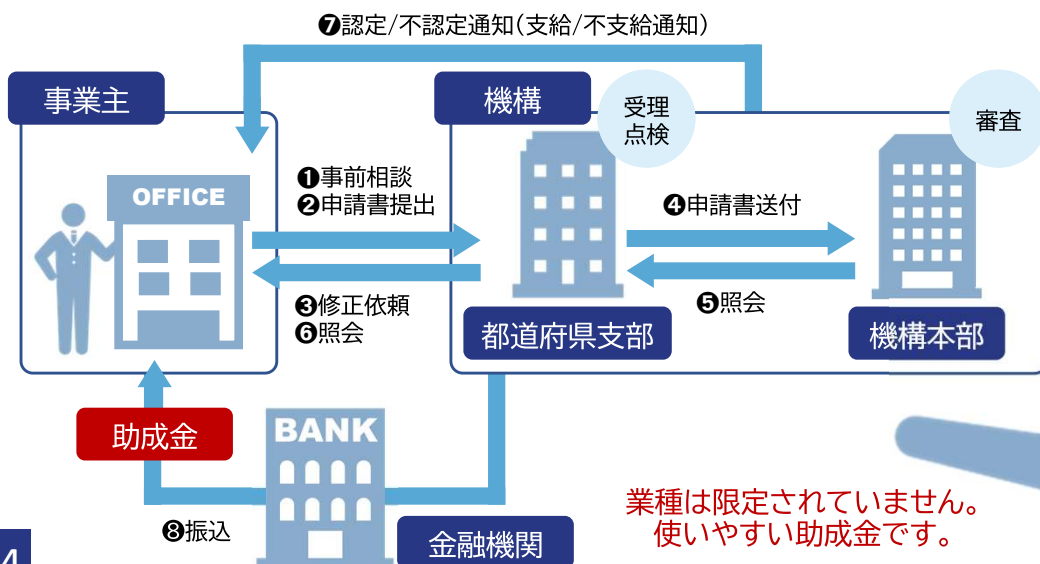 ❼認定/不認定通知(支給/不支給通知)
事業主
機構
受理
点検
審査
OFFICE
❶事前相談
❷申請書提出
❹申請書送付
❸修正依頼
❻照会
❺照会
都道府県支部
機構本部
助成金
BANK
❽振込
金融機関
業種は限定されていません。
使いやすい助成金です。
4